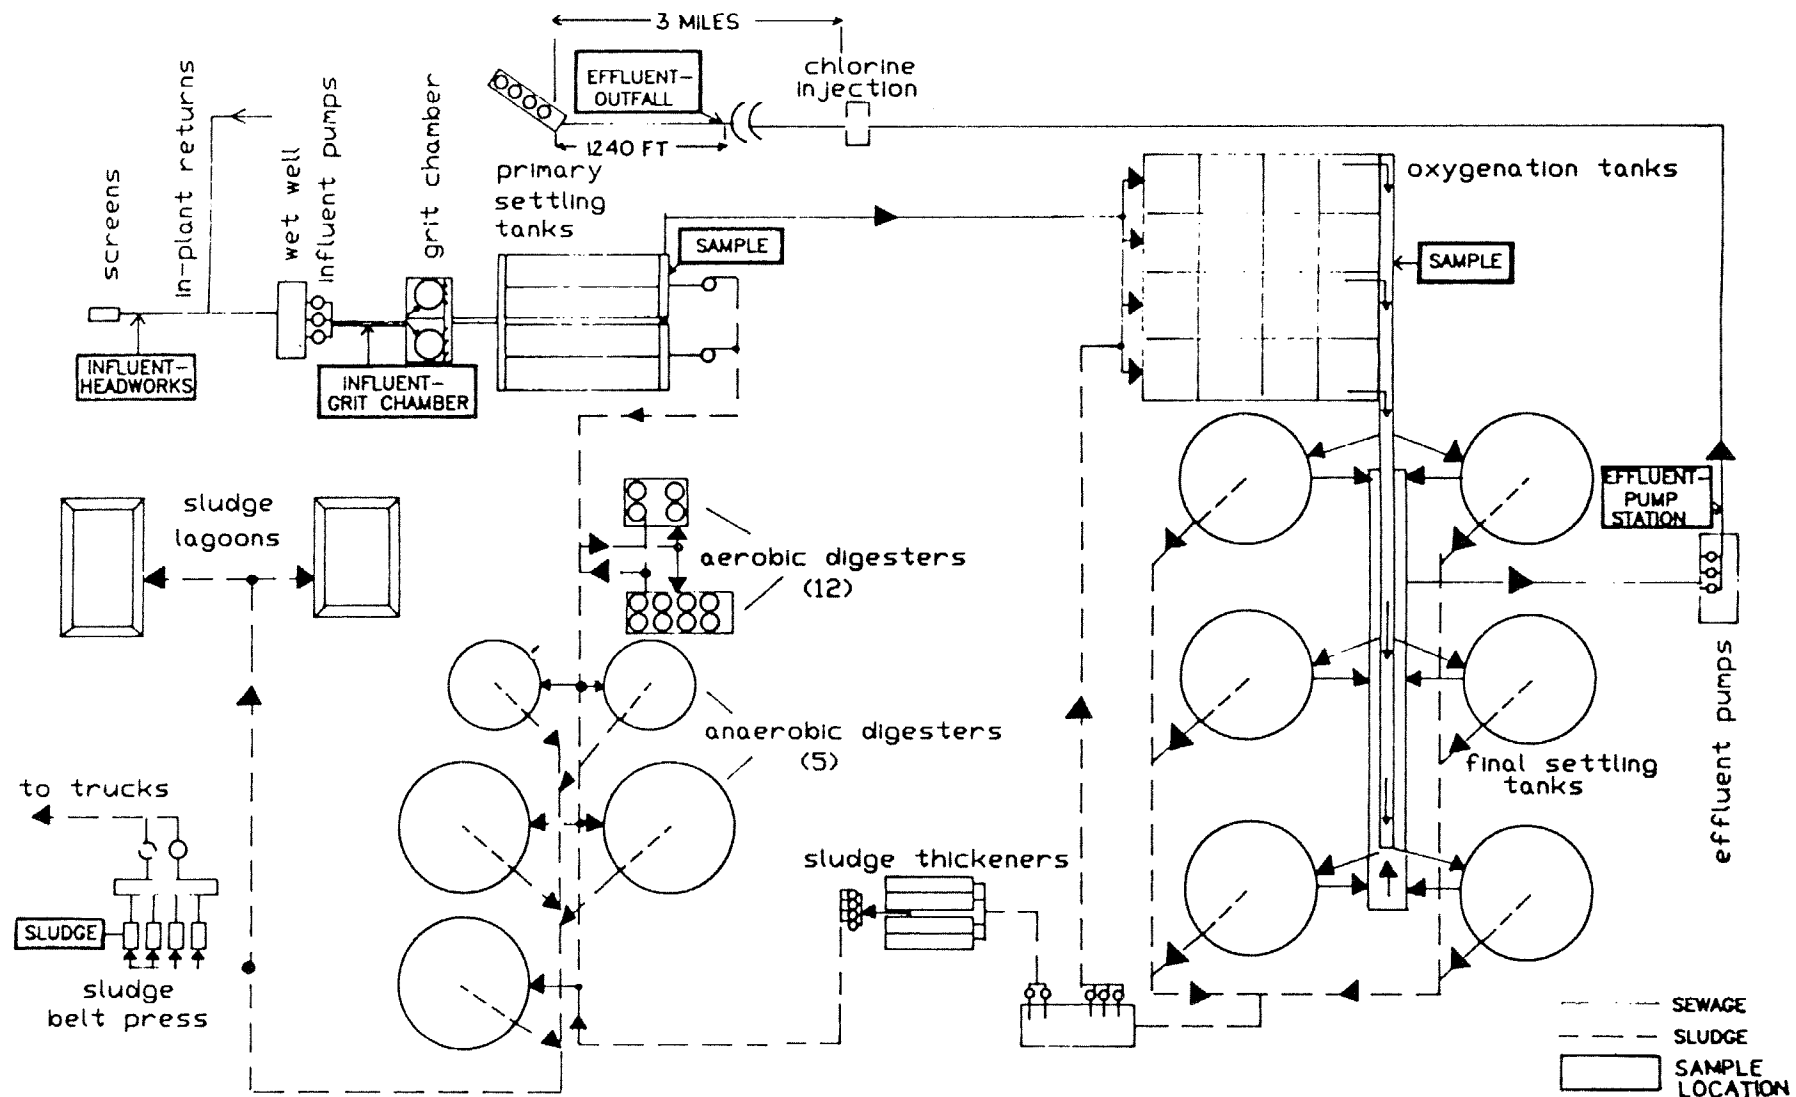 3 MILES
EFFLUENT-
OUTFALL
chlorine
injection
1240 FT
screens
in-plant returns
wet well
influent pumps
grit chamber
primary
settling
tanks
SAMPLE
oxygenation tanks
SAMPLE
INFLUENT-
HEADWORKS
INFLUENT-
GRIT CHAMBER
EFFLUENT-
PUMP
STATION
sludge
lagoons
aerobic digesters
(12)
anaerobic digesters
(5)
final settling
tanks
effluent pumps
to trucks
sludge thickeners
SLUDGE
sludge
belt press
SEWAGE
SLUDGE
SAMPLE
LOCATION